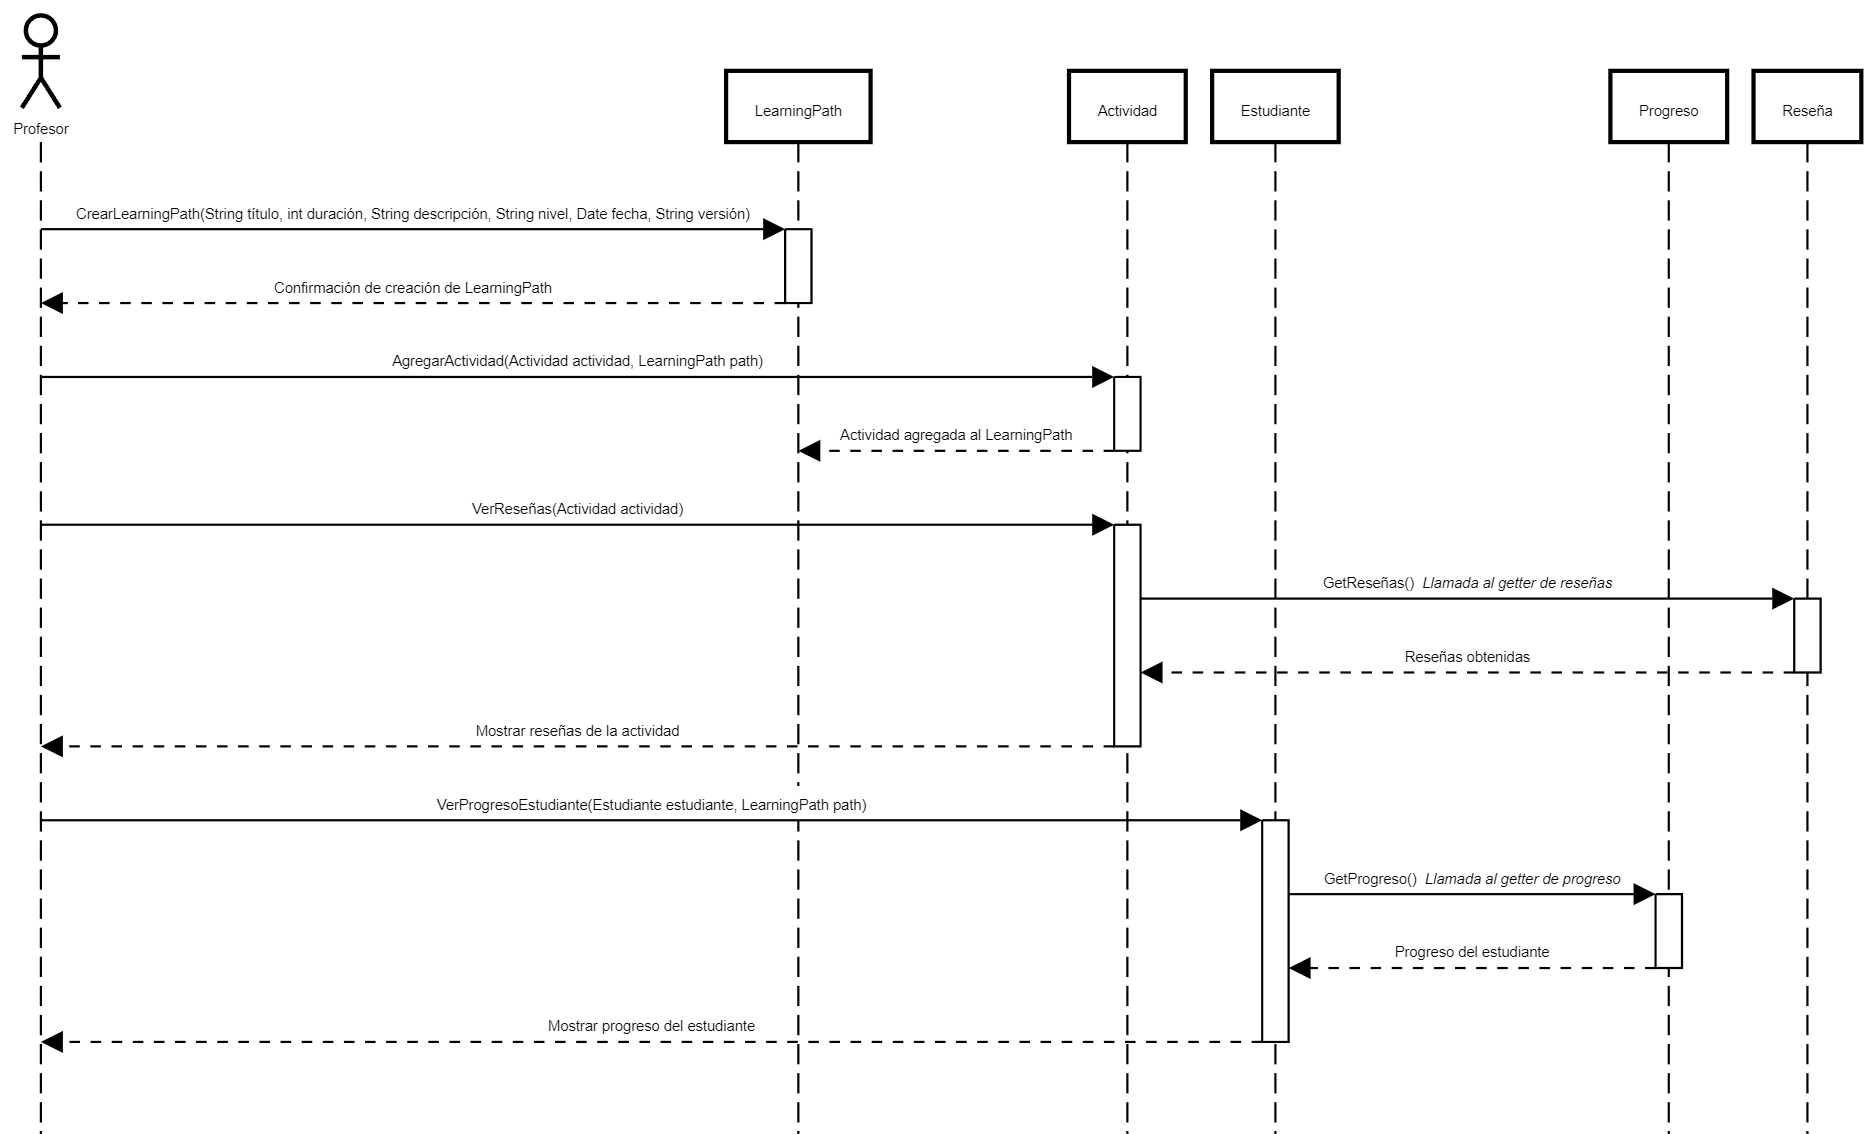 Profesor
LearningPath
Actividad
Estudiante
Progreso
Reseña
CrearLearningPath(String título, int duración, String descripción, String nivel, Date fecha, String versión)
Confirmación de creación de LearningPath
AgregarActividad(Actividad actividad, LearningPath path)
Actividad agregada al LearningPath
VerReseñas(Actividad actividad)
GetReseñas() Llamada al getter de reseñas
Reseñas obtenidas
Mostrar reseñas de la actividad
VerProgresoEstudiante(Estudiante estudiante, LearningPath path)
GetProgreso() Llamada al getter de progreso
Progreso del estudiante
Mostrar progreso del estudiante